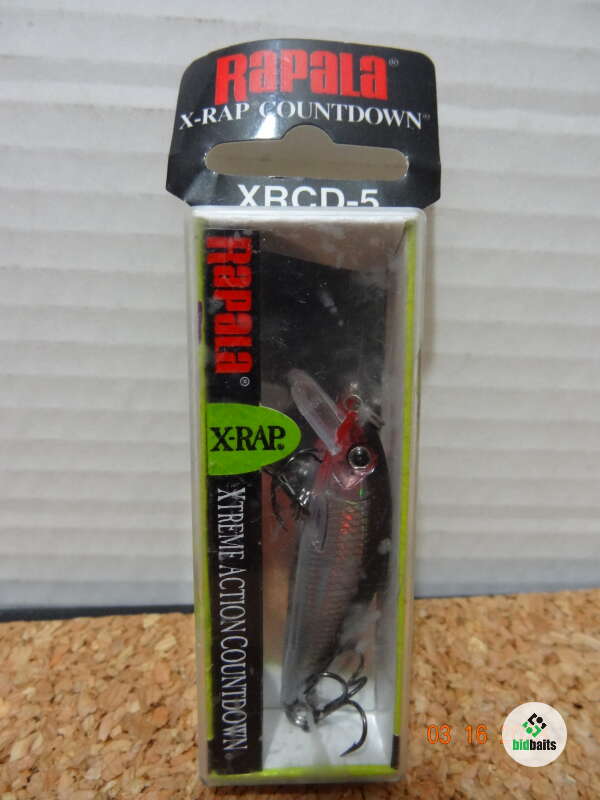 Rapala®
X-RAP® COUNTDOWN®
XRCD-5
Rapala®
X-RAP®
XTREME ACTION COUNTDOWN®
03 16
bidbaits